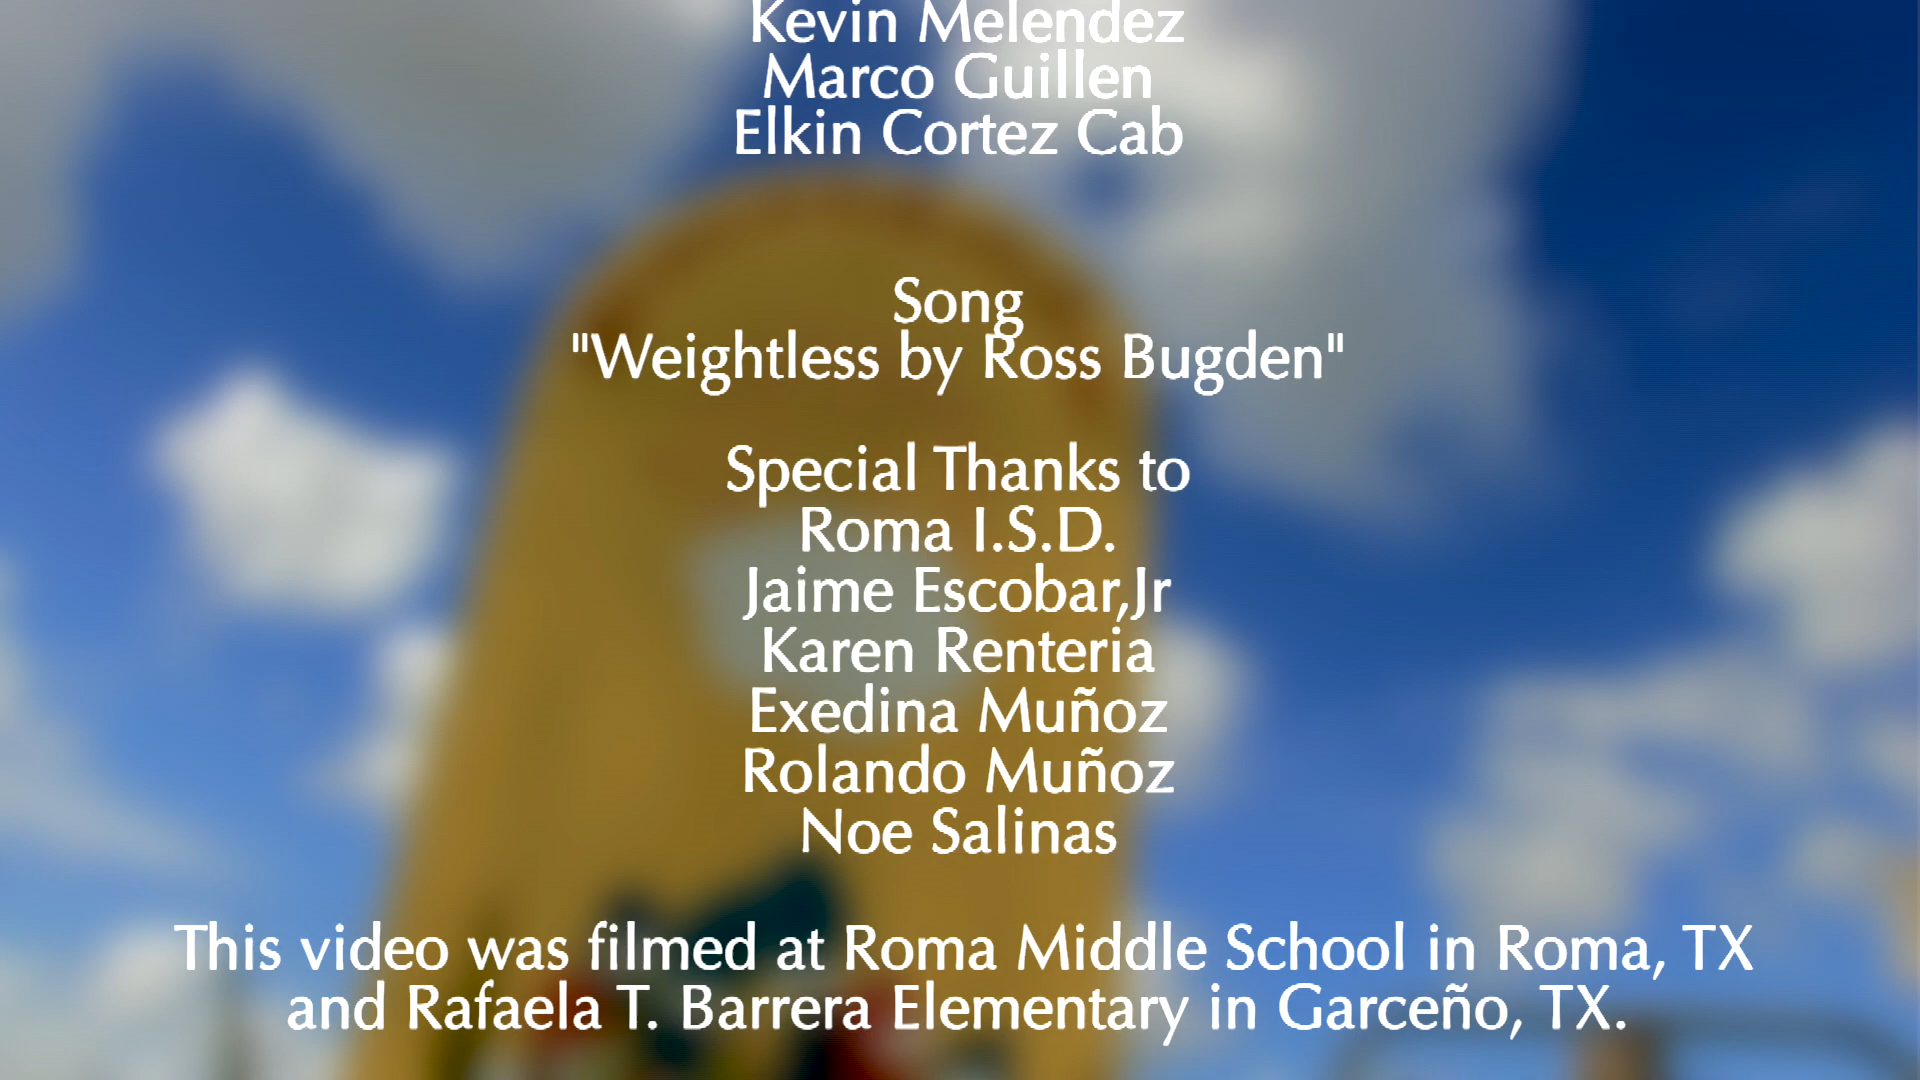 Kevin Melendez
Marco Guillen
Elkin Cortez Cab
Song
"Weightless by Ross Bugden"
Special Thanks to
Roma I.S.D.
Jaime Escobar,Jr
Karen Renteria
Exedina Muñoz
Rolando Muñoz
Noe Salinas
This video was filmed at Roma Middle School in Roma, TX
and Rafaela T. Barrera Elementary in Garceño, TX.